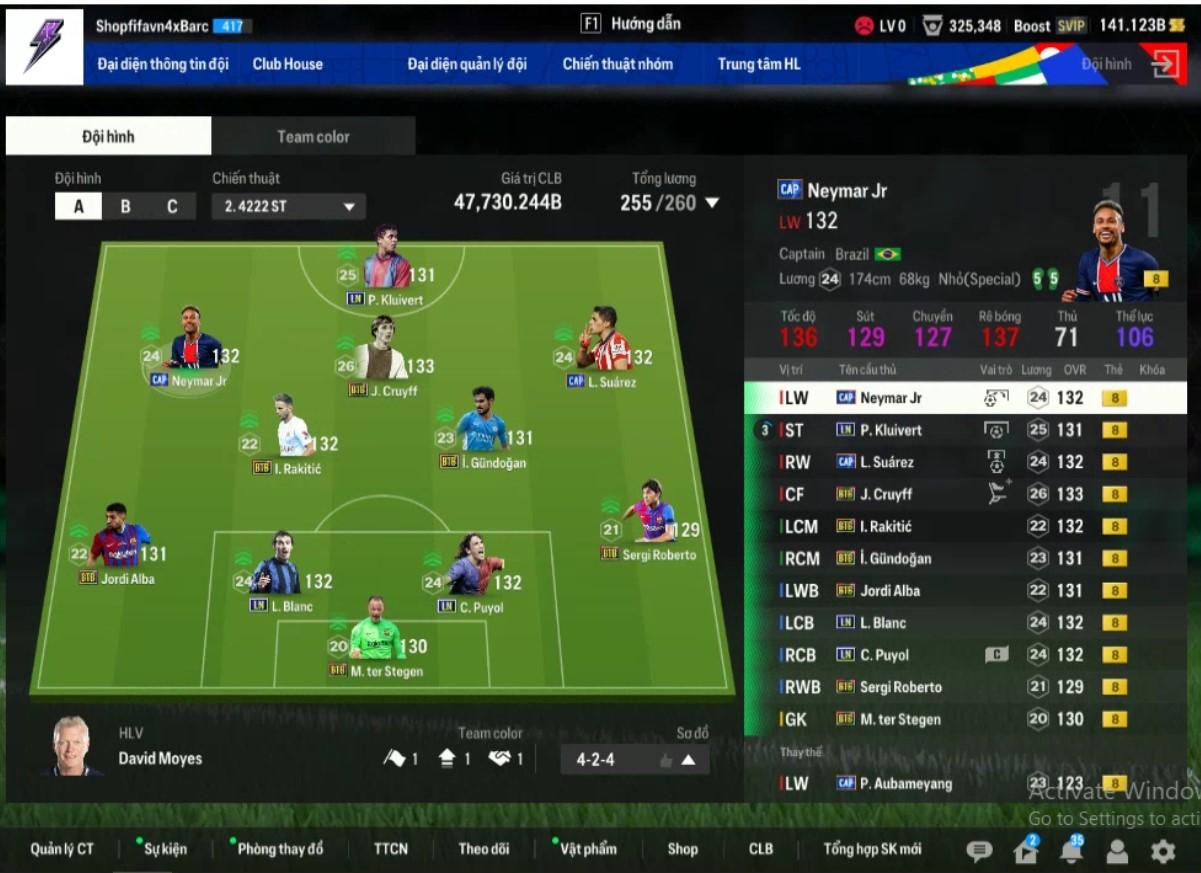 Shopfifavn4xBarc 417
F1 Hướng dẫn
LV 0 325,348 Boost SVIP 141.123B
Đại diện thông tin đội Club House Đại diện quản lý đội Chiến thuật nhóm Trung tâm HL Đội hình
Đội hình Team color
Đội hình Chiến thuật Giá trị CLB Tổng lương
A B C 2. 4222 ST 47,730.244B 255 /260
25 131
LN P. Kluivert
24 132
CAP Neymar Jr
26 133
BTB J. Cruyff
24 132
CAP L. Suárez
22 132
BTB I. Rakitić
23 131
BTB İ. Gündoğan
22 131
BTB Jordi Alba
24 132
LN L. Blanc
24 132
LN C. Puyol
21 129
BTB Sergi Roberto
20 130
BTB M. ter Stegen
HLV
David Moyes
Team color
1 1 1
Sơ đồ
4-2-4
CAP Neymar Jr
11
LW 132
Captain Brazil
Lương 24 174cm 68kg Nhỏ(Special) 5 5
8
Tốc độ Sút Chuyền Rê bóng Thủ Thể lực
136 129 127 137 71 106
Vị trí Tên cầu thủ Vai trò Lương OVR Thẻ Khóa
LW CAP Neymar Jr 24 132 8
3 ST LN P. Kluivert 25 131 8
RW CAP L. Suárez 24 132 8
CF BTB J. Cruyff 26 133 8
LCM BTB I. Rakitić 22 132 8
RCM BTB İ. Gündoğan 23 131 8
LWB BTB Jordi Alba 22 131 8
LCB LN L. Blanc 24 132 8
RCB LN C. Puyol C 24 132 8
RWB BTB Sergi Roberto 21 129 8
GK BTB M. ter Stegen 20 130 8
Thay thế
LW CAP P. Aubameyang 23 123 8
Activate Windov
Go to Settings to acti
Quản lý CT Sự kiện Phòng thay đồ TTCN Theo dõi Vật phẩm Shop CLB Tổng hợp SK mới 2 35